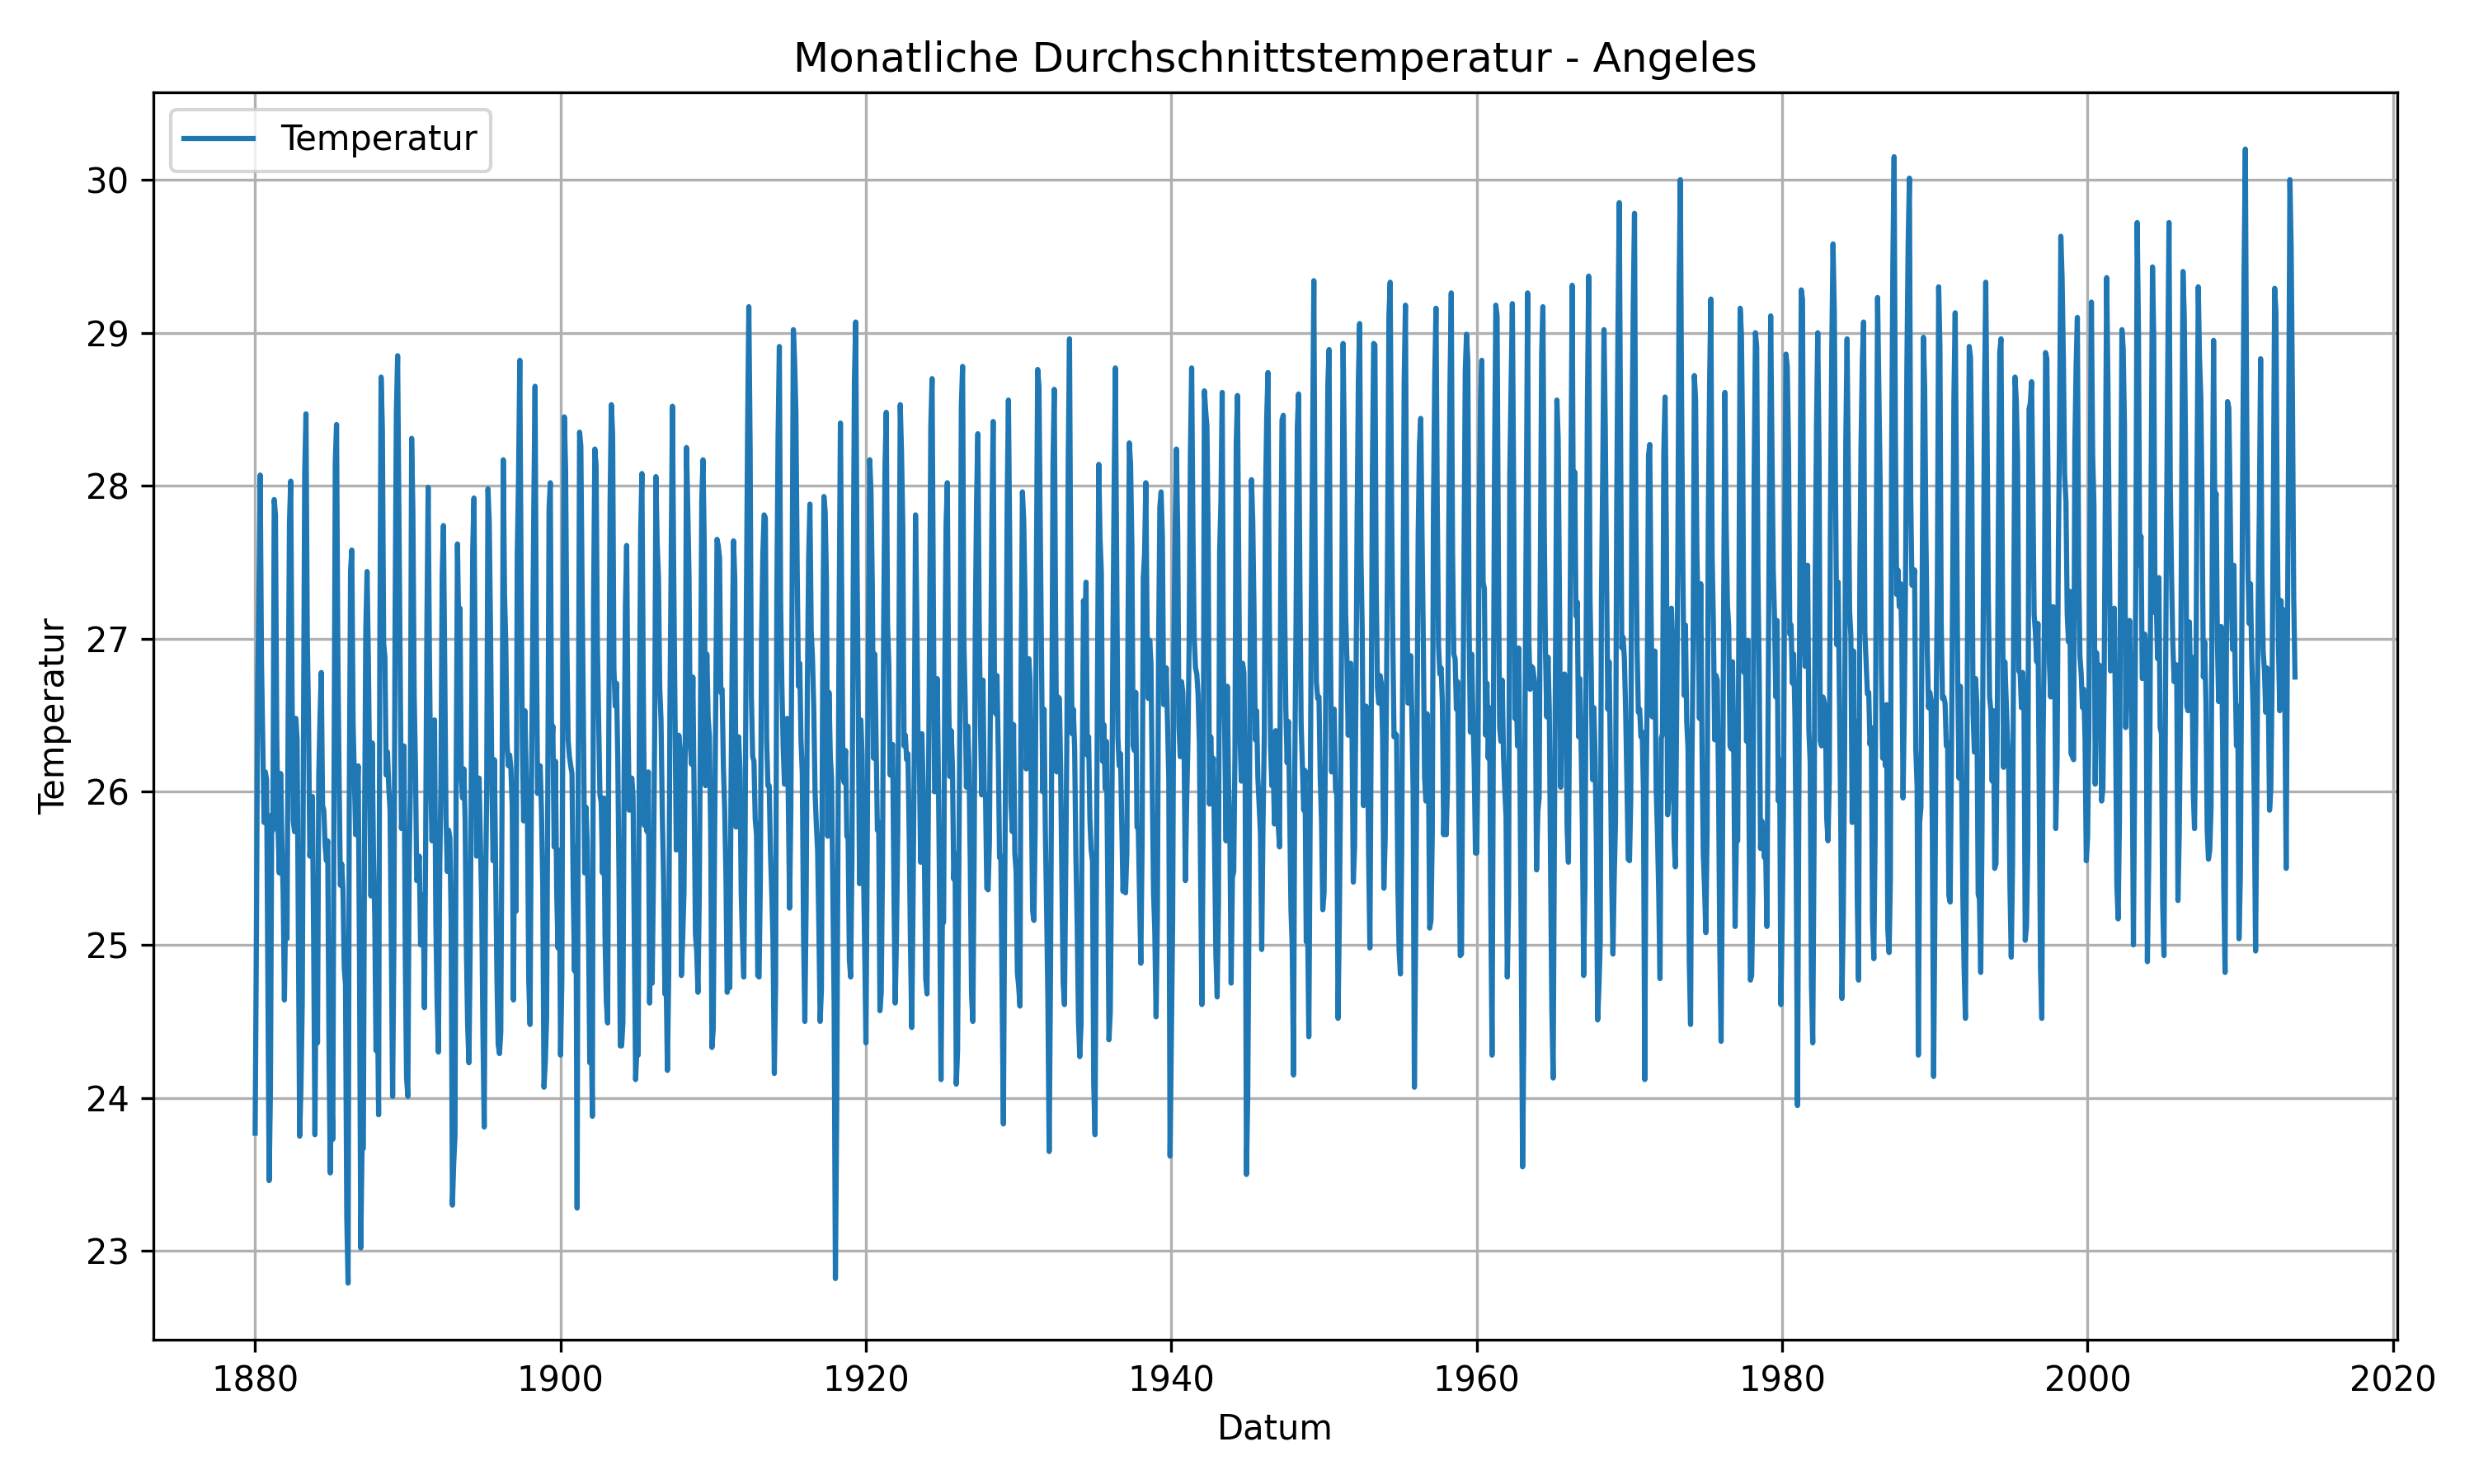 Monatliche Durchschnittstemperatur - Angeles
Temperatur
30
29
28
27
26
25
24
23
Temperatur
1880 1900 1920 1940 1960 1980 2000 2020
Datum